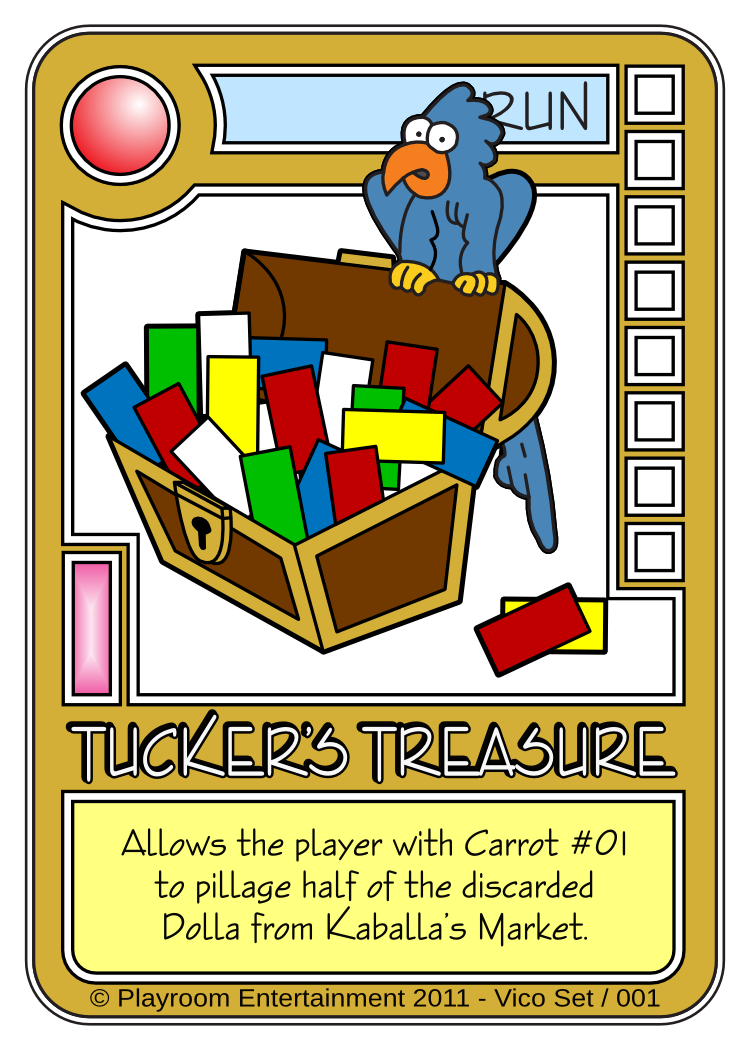 RUN
TUCKER'S TREASURE
Allows the player with Carrot #01
to pillage half of the discarded
Dolla from Kaballa's Market.
© Playroom Entertainment 2011 - Vico Set / 001